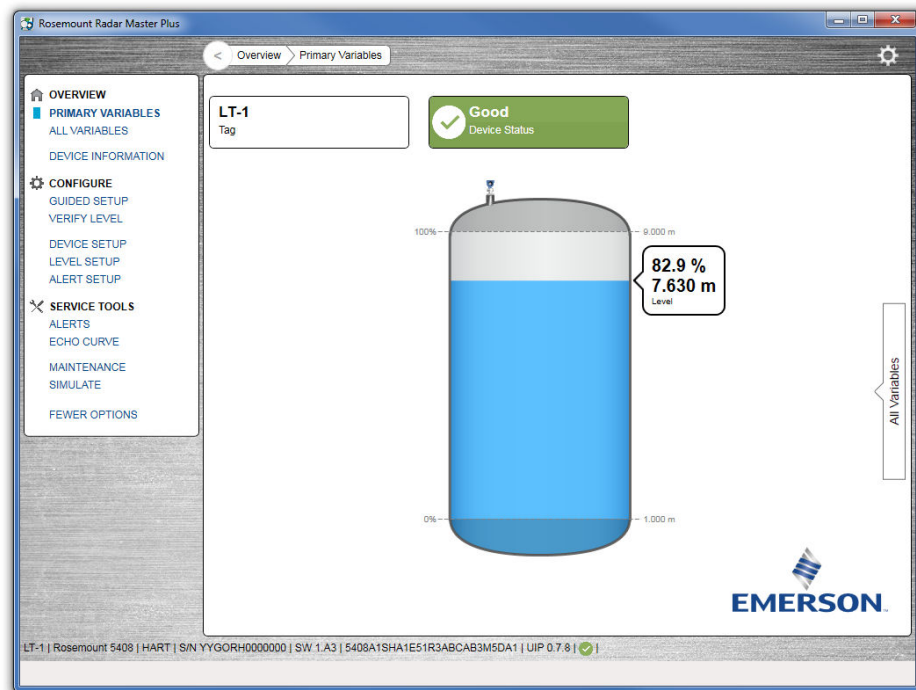 Rosemount Radar Master Plus
< Overview Primary Variables
OVERVIEW
PRIMARY VARIABLES
ALL VARIABLES
DEVICE INFORMATION
CONFIGURE
GUIDED SETUP
VERIFY LEVEL
DEVICE SETUP
LEVEL SETUP
ALERT SETUP
SERVICE TOOLS
ALERTS
ECHO CURVE
MAINTENANCE
SIMULATE
FEWER OPTIONS
LT-1
Tag
Good
Device Status
100%
9.000 m
82.9 %
7.630 m
Level
All Variables
0%
1.000 m
EMERSON
LT-1 | Rosemount 5408 | HART | S/N YYGORH0000000 | SW 1.A3 | 5408A1SHA1E51R3ABCAB3M5DA1 | UIP 0.7.8 | |